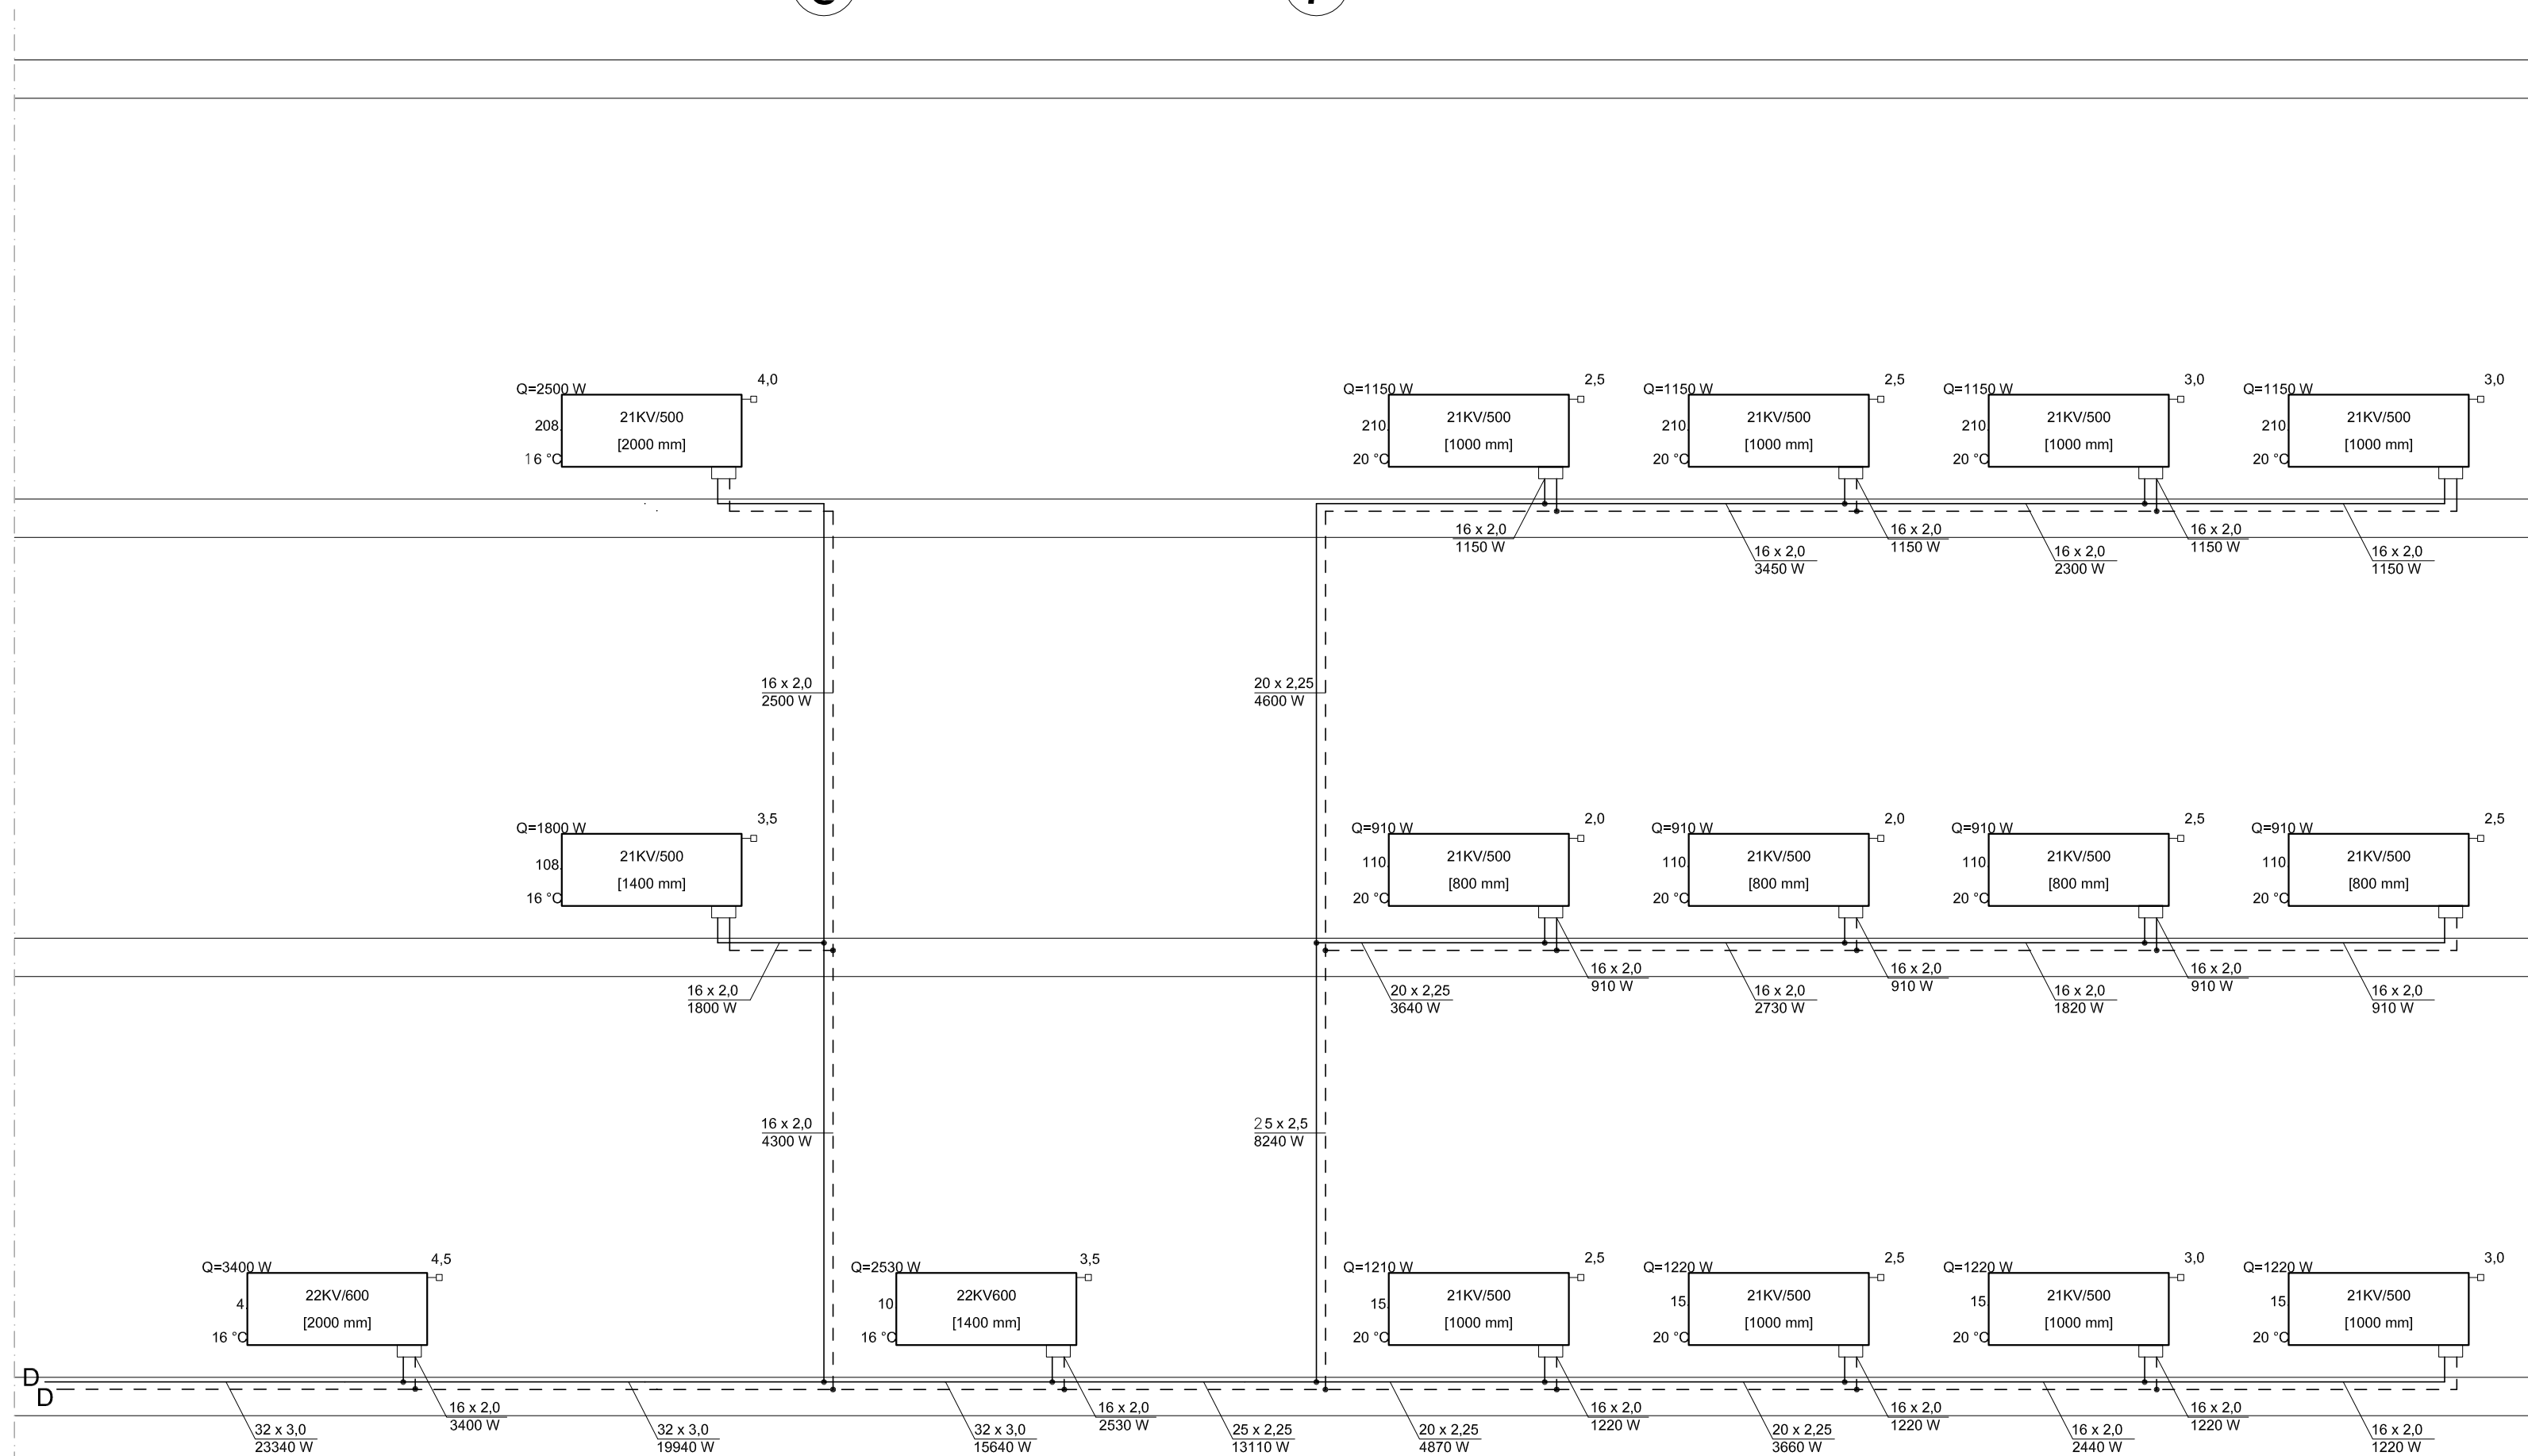 Q=2500 W
4,0
21KV/500
208.
[2000 mm]
16 °C
Q=1150 W
2,5
21KV/500
210.
[1000 mm]
20 °C
Q=1150 W
2,5
21KV/500
210.
[1000 mm]
20 °C
Q=1150 W
3,0
21KV/500
210
[1000 mm]
20 °C
Q=1150 W
3,0
21KV/500
210
[1000 mm]
20 °C
16 x 2,0
1150 W
16 x 2,0
3450 W
16 x 2,0
1150 W
16 x 2,0
2300 W
16 x 2,0
1150 W
16 x 2,0
1150 W
16 x 2,0
2500 W
20 x 2,25
4600 W
Q=1800 W
3,5
21KV/500
108.
[1400 mm]
16 °C
Q=910 W
2,0
21KV/500
110.
[800 mm]
20 °C
Q=910 W
2,0
21KV/500
110.
[800 mm]
20 °C
Q=910 W
2,5
21KV/500
110
[800 mm]
20 °C
Q=910 W
2,5
21KV/500
110
[800 mm]
20 °C
16 x 2,0
1800 W
20 x 2,25
3640 W
16 x 2,0
910 W
16 x 2,0
2730 W
16 x 2,0
910 W
16 x 2,0
1820 W
16 x 2,0
910 W
16 x 2,0
910 W
16 x 2,0
4300 W
25 x 2,5
8240 W
Q=3400 W
4,5
22KV/600
4.
[2000 mm]
16 °C
Q=2530 W
3,5
22KV600
10
[1400 mm]
16 °C
Q=1210 W
2,5
21KV/500
15.
[1000 mm]
20 °C
Q=1220 W
2,5
21KV/500
15.
[1000 mm]
20 °C
Q=1220 W
3,0
21KV/500
15
[1000 mm]
20 °C
Q=1220 W
3,0
21KV/500
15
[1000 mm]
20 °C
D
D
32 x 3,0
23340 W
16 x 2,0
3400 W
32 x 3,0
19940 W
32 x 3,0
15640 W
16 x 2,0
2530 W
25 x 2,25
13110 W
20 x 2,25
4870 W
16 x 2,0
1220 W
20 x 2,25
3660 W
16 x 2,0
1220 W
16 x 2,0
2440 W
16 x 2,0
1220 W
16 x 2,0
1220 W